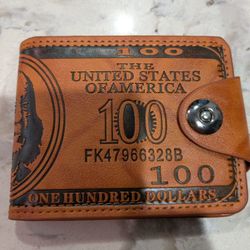 100
THE
UNITED STATES
OFAMERICA
100
FK47966328B
100
ONE HUNDRED DOLLARS